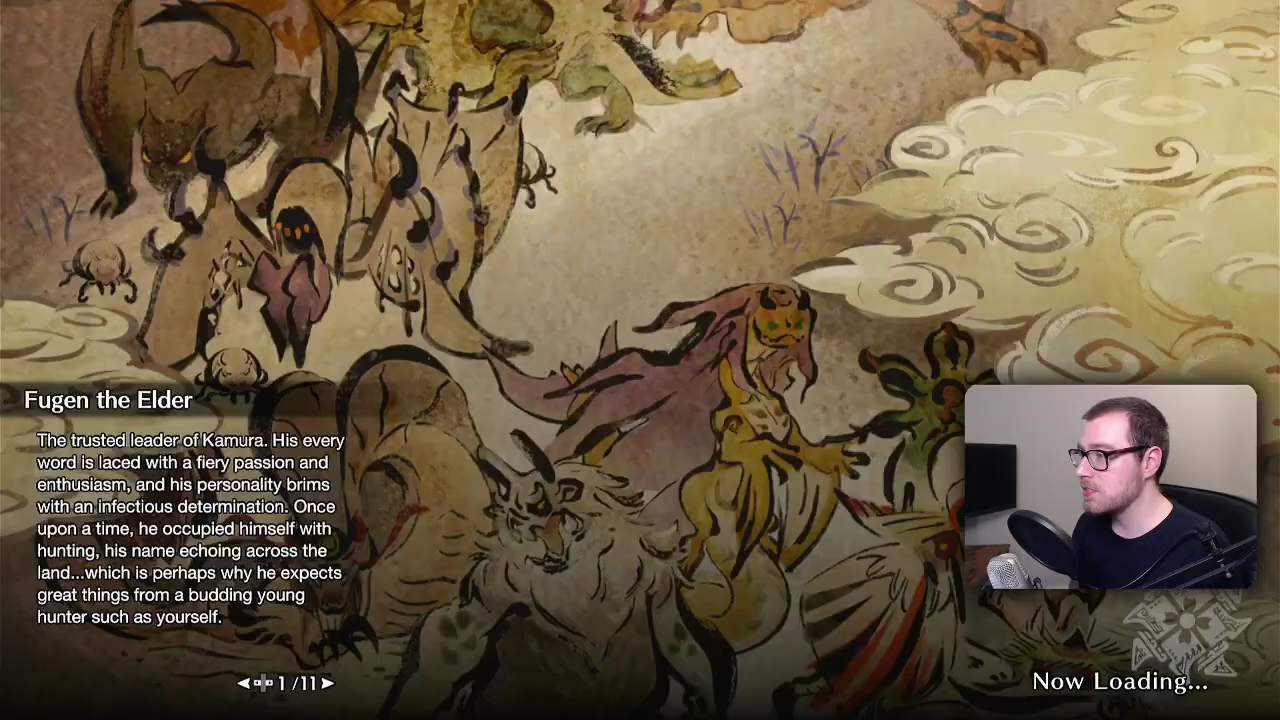 Fugen the Elder
The trusted leader of Kamura. His every
word is laced with a fiery passion and
enthusiasm, and his personality brims
with an infectious determination. Once
upon a time, he occupied himself with
hunting, his name echoing across the
land...which is perhaps why he expects
great things from a budding young
hunter such as yourself.
1 /11
Now Loading...